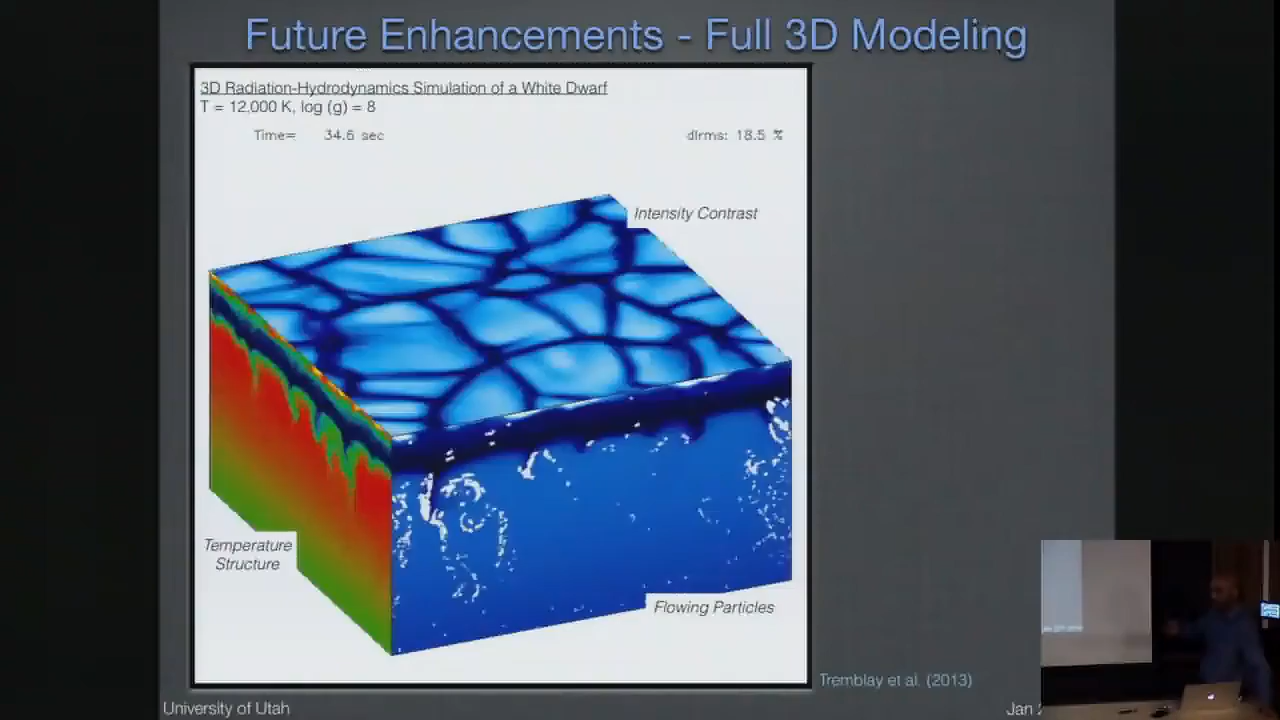 Future Enhancements - Full 3D Modeling
3D Radiation-Hydrodynamics Simulation of a White Dwarf
T = 12,000 K, log (g) = 8
Time= 34.6 sec
dIrms: 18.5 %
Intensity Contrast
Temperature
Structure
Flowing Particles
Tremblay et al. (2013)
University of Utah
Jan